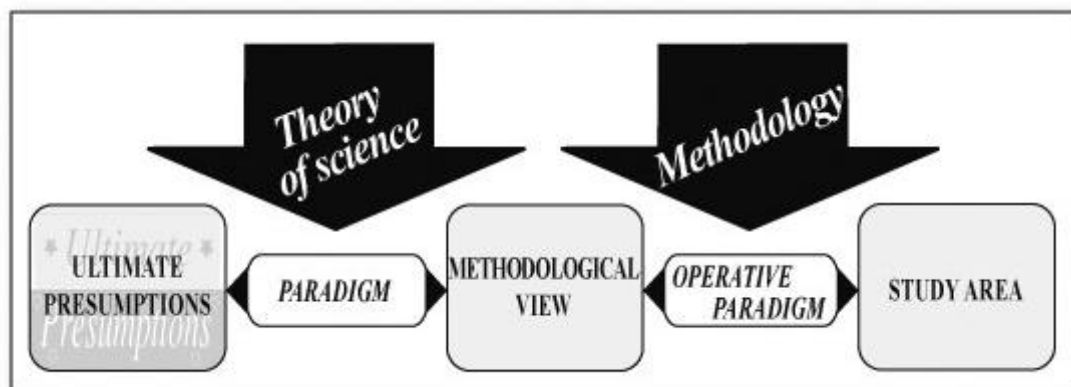 Theory
of science
Methodology
* Ultimate *
ULTIMATE
PRESUMPTIONS
Presumptions
PARADIGM
METHODOLOGICAL
VIEW
OPERATIVE
PARADIGM
STUDY AREA